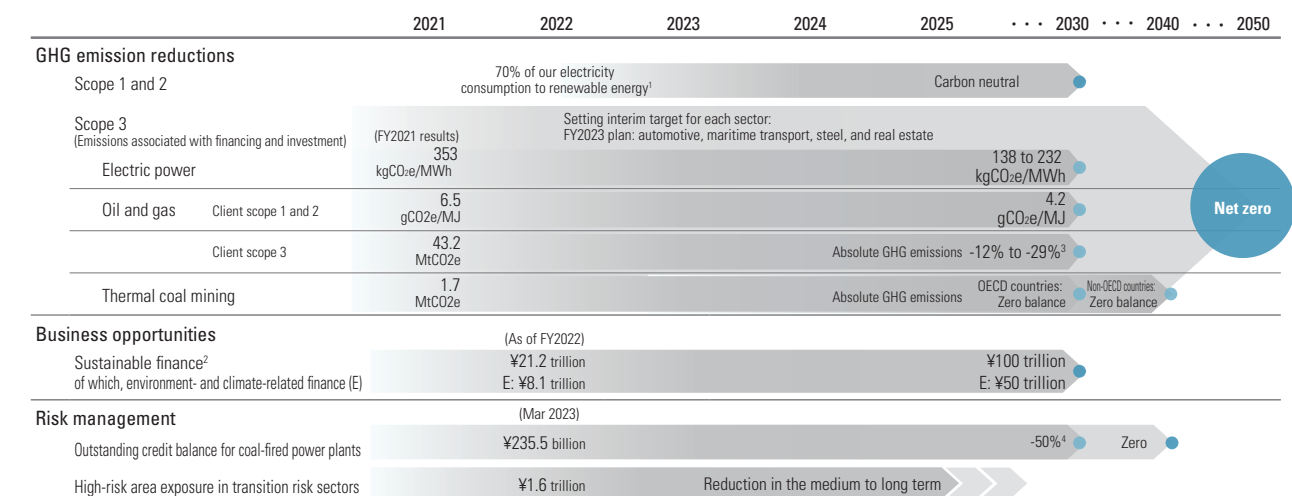 2021 2022 2023 2024 2025 ・・・ 2030 ・・・ 2040 ・・・ 2050
GHG emission reductions
Scope 1 and 2
70% of our electricity
consumption to renewable energy1
Carbon neutral
Scope 3
(Emissions associated with financing and investment)
(FY2021 results)
Setting interim target for each sector:
FY2023 plan: automotive, maritime transport, steel, and real estate
Electric power
353
kgCO2e/MWh
138 to 232
kgCO2e/MWh
Oil and gas Client scope 1 and 2
6.5
gCO2e/MJ
4.2
gCO2e/MJ
Net zero
Client scope 3
43.2
MtCO2e
Absolute GHG emissions -12% to -29%3
Thermal coal mining
1.7
MtCO2e
Absolute GHG emissions
OECD countries:
Zero balance
Non-OECD countries:
Zero balance
Business opportunities
(As of FY2022)
Sustainable finance2
of which, environment- and climate-related finance (E)
¥21.2 trillion
E: ¥8.1 trillion
¥100 trillion
E: ¥50 trillion
Risk management
(Mar 2023)
Outstanding credit balance for coal-fired power plants
¥235.5 billion
-50%4
Zero
High-risk area exposure in transition risk sectors
¥1.6 trillion
Reduction in the medium to long term